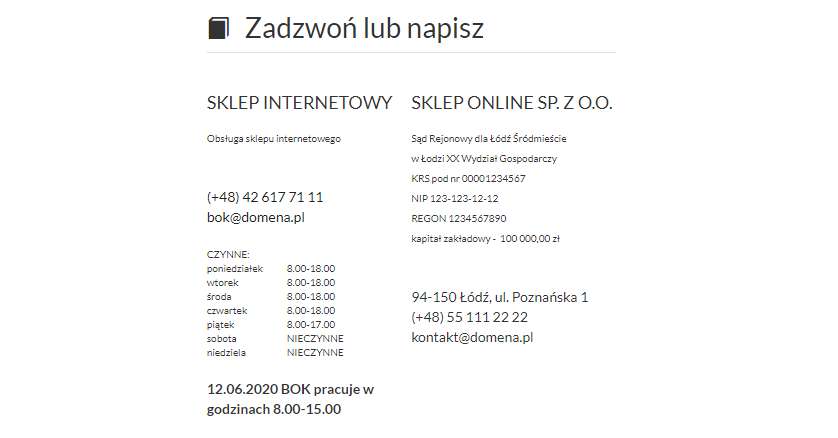 Zadzwoń lub napisz
SKLEP INTERNETOWY
Obsługa sklepu internetowego
(+48) 42 617 71 11
bok@domena.pl
CZYNNE:
poniedziałek 8.00-18.00
wtorek 8.00-18.00
środa 8.00-18.00
czwartek 8.00-18.00
piątek 8.00-17.00
sobota NIECZYNNE
niedziela NIECZYNNE
12.06.2020 BOK pracuje w
godzinach 8.00-15.00
SKLEP ONLINE SP. Z O.O.
Sąd Rejonowy dla Łódź Śródmieście
w Łodzi XX Wydział Gospodarczy
KRS pod nr 00001234567
NIP 123-123-12-12
REGON 1234567890
kapitał zakładowy - 100 000,00 zł
94-150 Łódź, ul. Poznańska 1
(+48) 55 111 22 22
kontakt@domena.pl